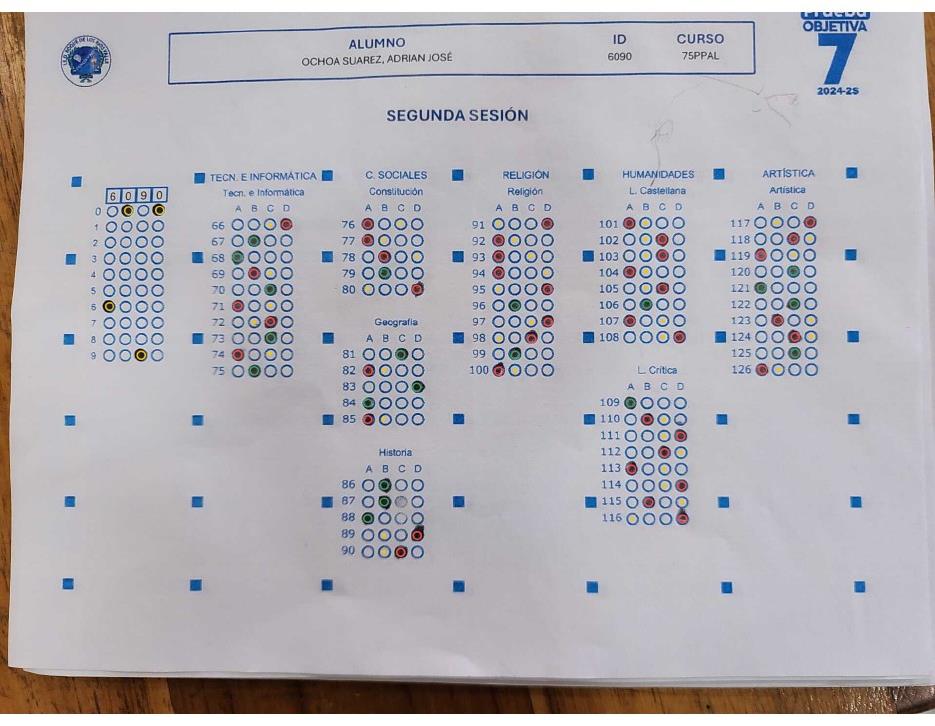 Prueba
OBJETIVA
7
2024-2S
ALUMNO
OCHOA SUAREZ, ADRIAN JOSÉ
ID
6090
CURSO
75PPAL
SEGUNDA SESIÓN
6 0 9 0
0
1
2
3
4
5
6
7
8
9
TECN. E INFORMÁTICA
Tecn. e Informática
A B C D
66
67
68
69
70
71
72
73
74
75
C. SOCIALES
Constitución
A B C D
76
77
78
79
80
Geografía
A B C D
81
82
83
84
85
Historia
A B C D
86
87
88
89
90
RELIGIÓN
Religión
A B C D
91
92
93
94
95
96
97
98
99
100
HUMANIDADES
L. Castellana
A B C D
101
102
103
104
105
106
107
108
L. Crítica
A B C D
109
110
111
112
113
114
115
116
ARTÍSTICA
Artística
A B C D
117
118
119
120
121
122
123
124
125
126